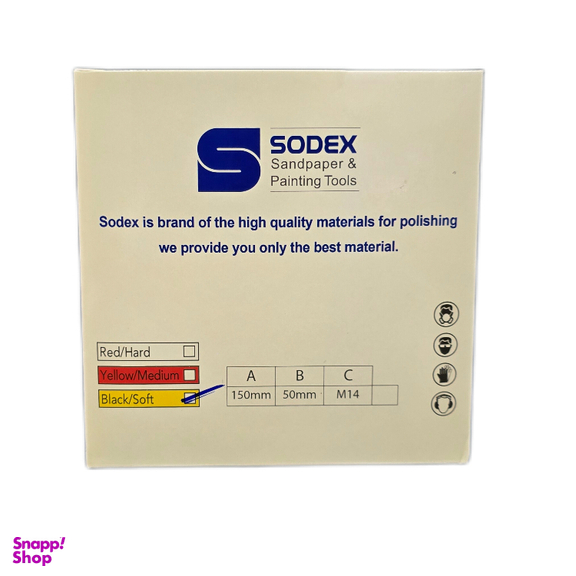 SODEX
Sandpaper &
Painting Tools
Sodex is brand of the high quality materials for polishing
we provide you only the best material.
Red/Hard
Yellow/Medium
Black/Soft
A B C
150mm 50mm M14
Snapp!
Shop